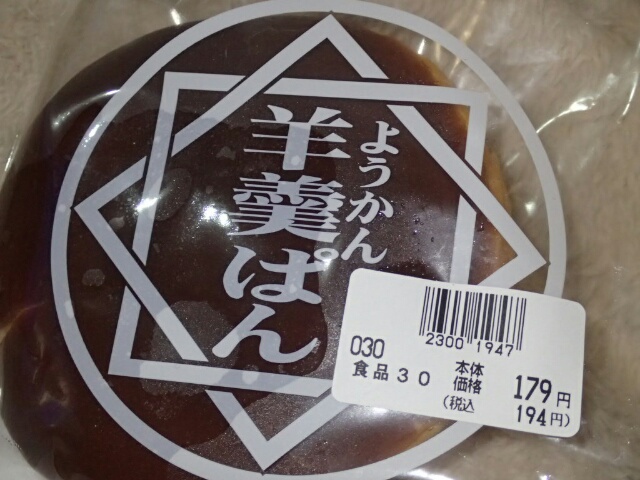 ようかん
羊羹ぱん
2300 1947
030
食品30
本体
価格 179円
(税込 194円)